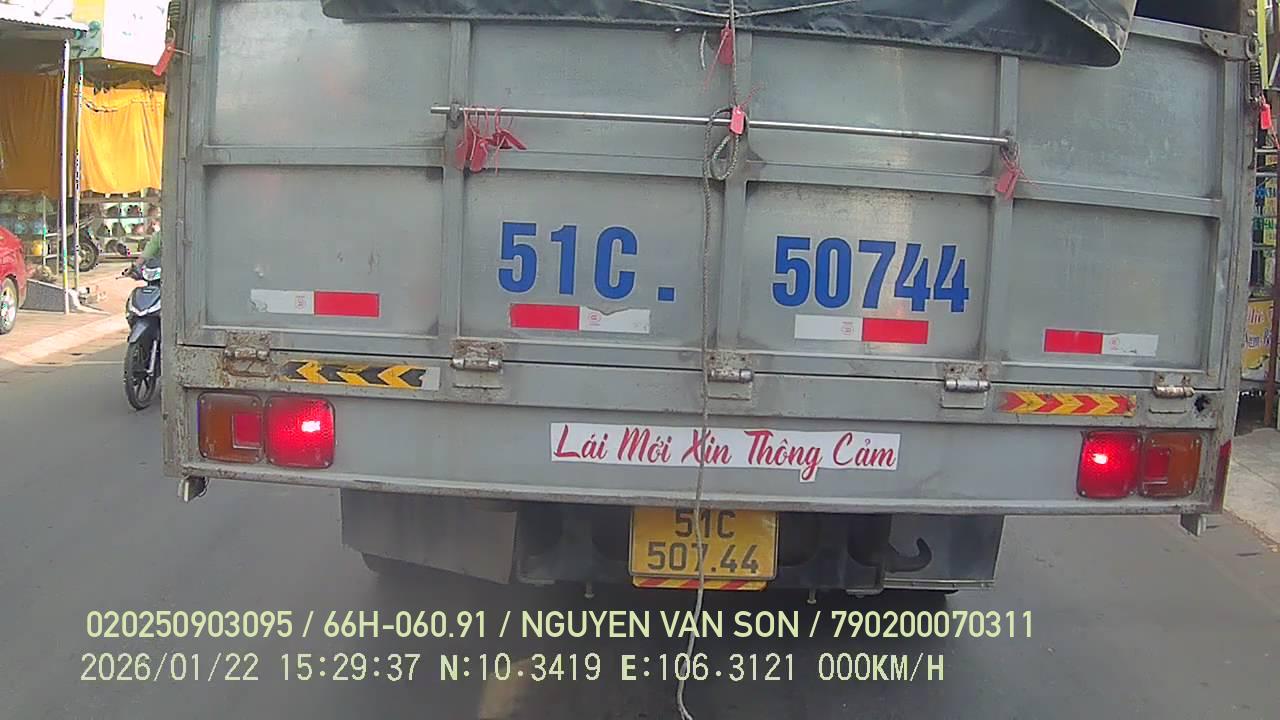 51C. 50744
Lái Mới Xin Thông Cảm
51C
507.44
020250903095 / 66H-060.91 / NGUYEN VAN SON / 790200070311
2026/01/22 15:29:37 N:10.3419 E:106.3121 000KM/H